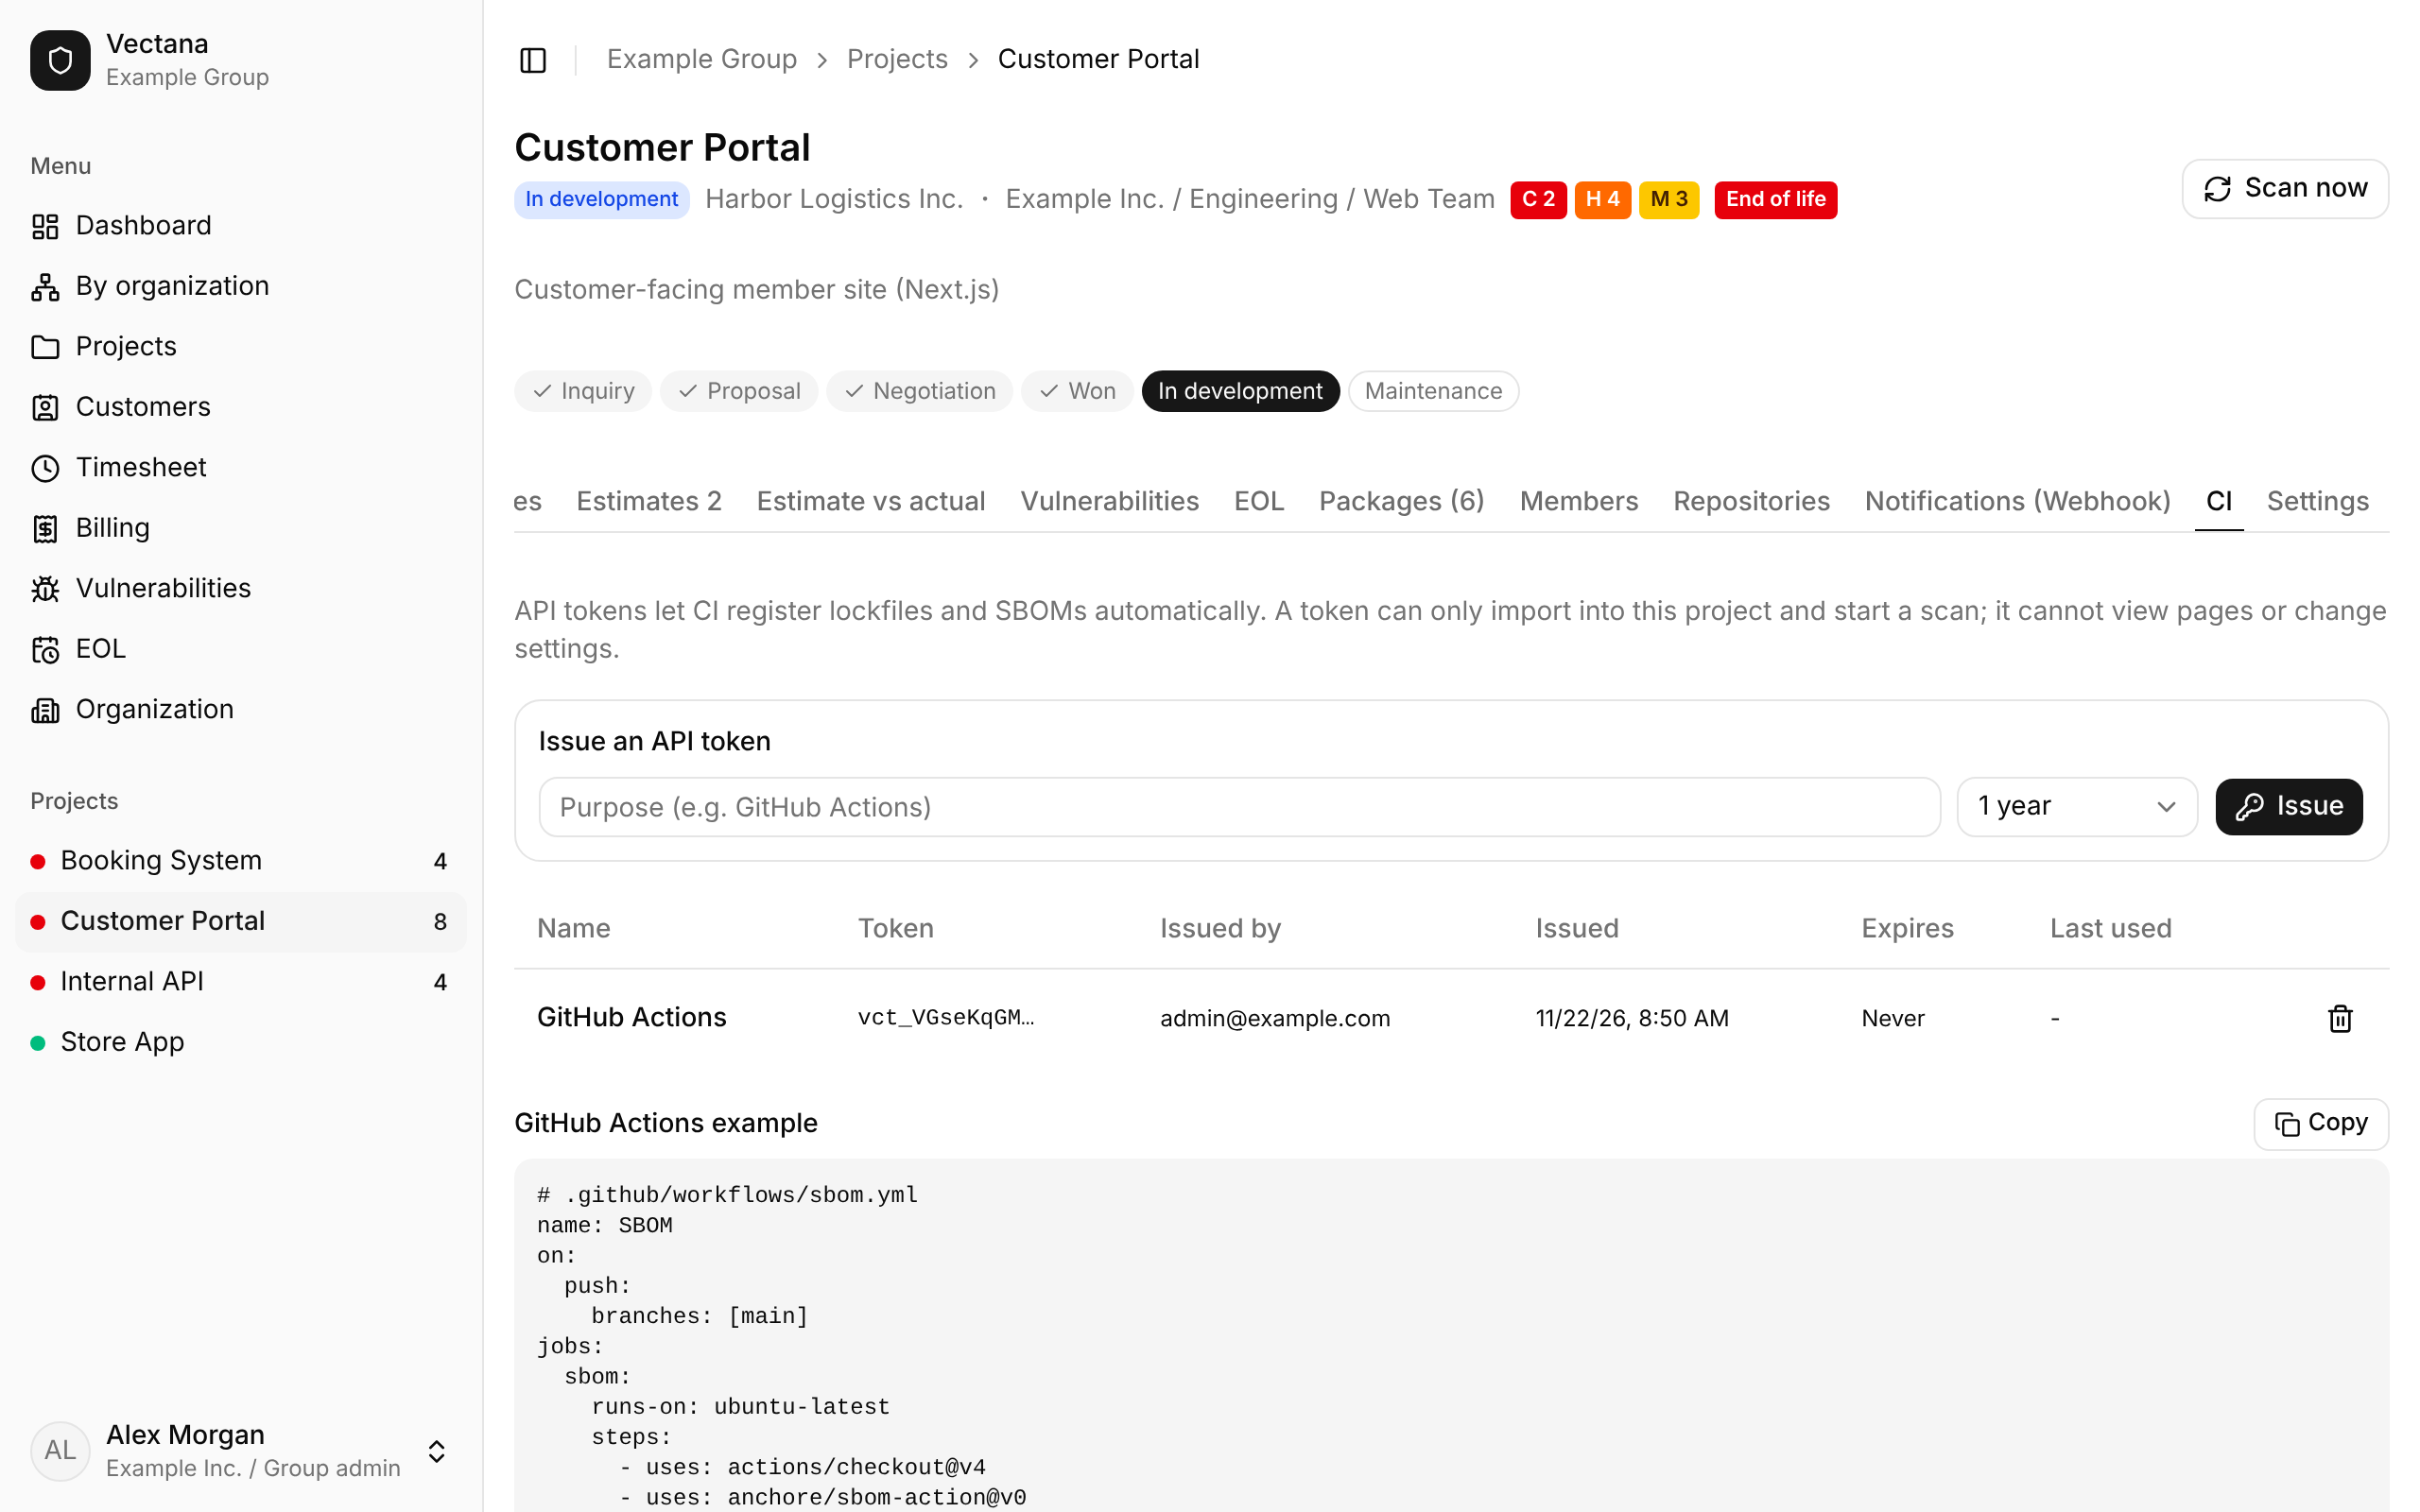 Vectana
Example Group
Menu
Dashboard
By organization
Projects
Customers
Timesheet
Billing
Vulnerabilities
EOL
Organization
Projects
Booking System 4
Customer Portal 8
Internal API 4
Store App
AL
Alex Morgan
Example Inc. / Group admin
Example Group > Projects > Customer Portal
Customer Portal
In development Harbor Logistics Inc. · Example Inc. / Engineering / Web Team C 2 H 4 M 3 End of life
Scan now
Customer-facing member site (Next.js)
Inquiry Proposal Negotiation Won In development Maintenance
es Estimates 2 Estimate vs actual Vulnerabilities EOL Packages (6) Members Repositories Notifications (Webhook) CI Settings
API tokens let CI register lockfiles and SBOMs automatically. A token can only import into this project and start a scan; it cannot view pages or change
settings.
Issue an API token
Purpose (e.g. GitHub Actions) 1 year Issue
Name Token Issued by Issued Expires Last used
GitHub Actions vct_VGseKqGM… admin@example.com 11/22/26, 8:50 AM Never -
GitHub Actions example
Copy
# .github/workflows/sbom.yml
name: SBOM
on:
  push:
    branches: [main]
jobs:
  sbom:
    runs-on: ubuntu-latest
    steps:
      - uses: actions/checkout@v4
      - uses: anchore/sbom-action@v0